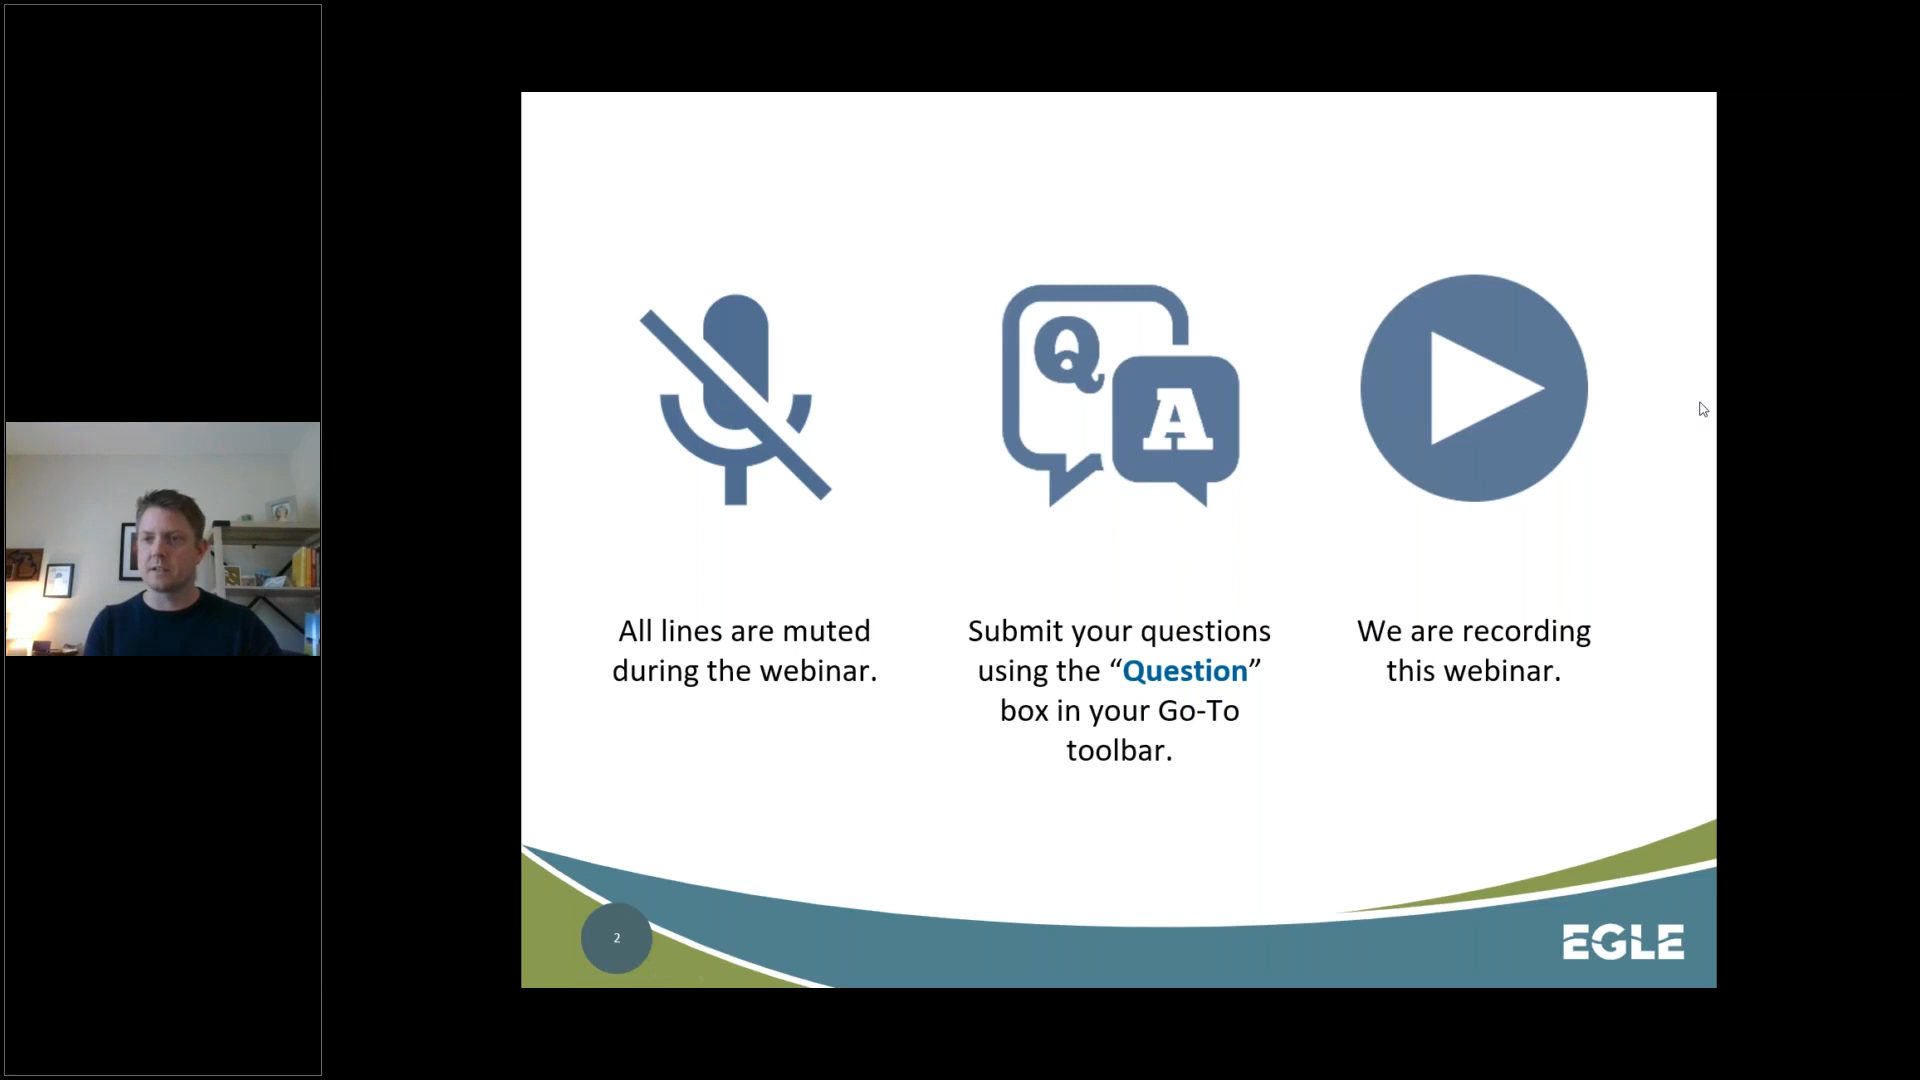 Q
A
All lines are muted
during the webinar.
Submit your questions
using the “Question”
box in your Go-To
toolbar.
We are recording
this webinar.
2
EGLE